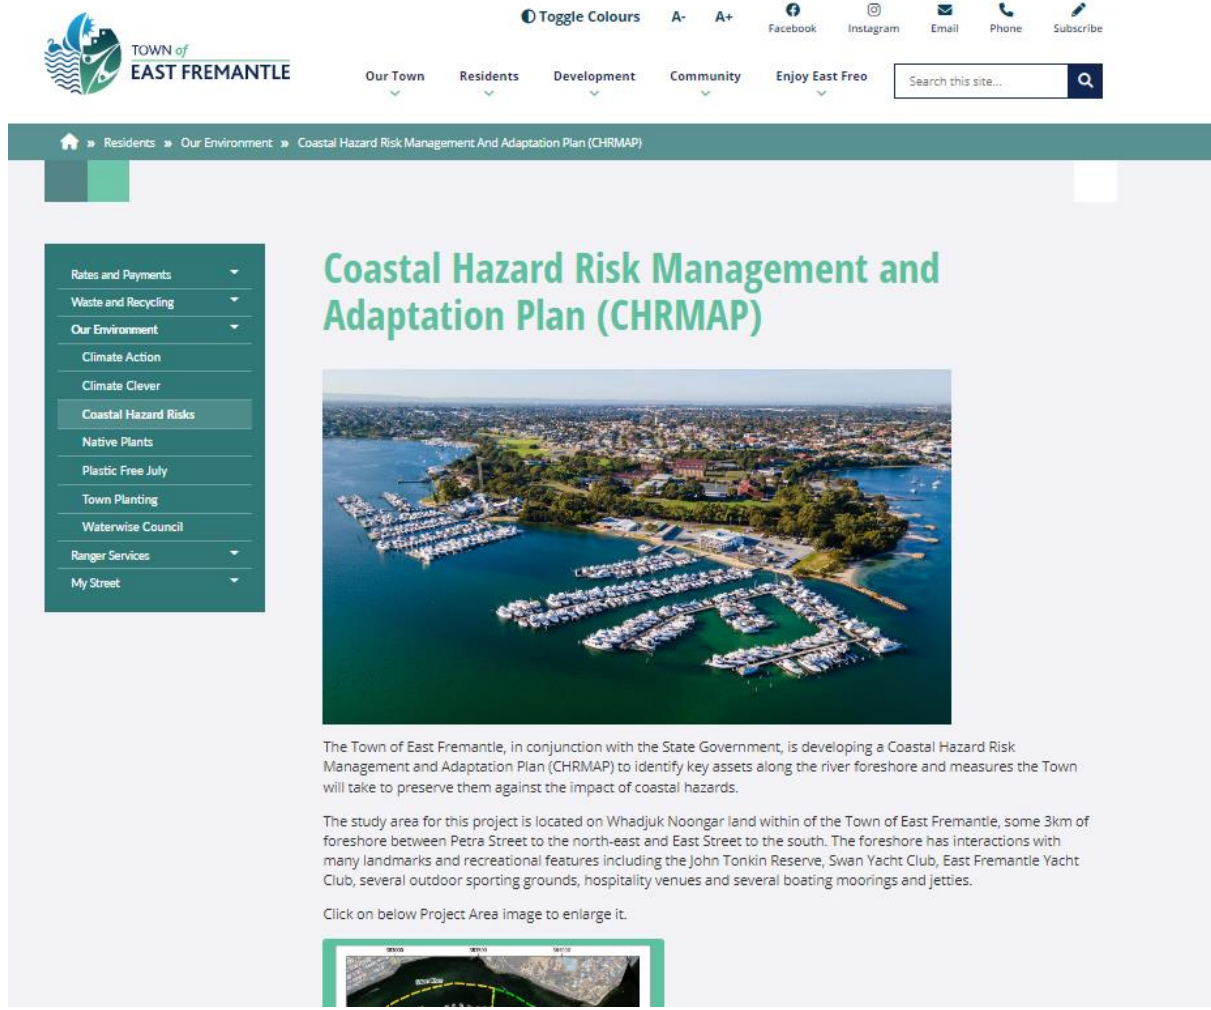 Toggle Colours A- A+ Facebook Instagram Email Phone Subscribe
TOWN of
EAST FREMANTLE
Our Town Residents Development Community Enjoy East Freo Search this site...
» Residents » Our Environment » Coastal Hazard Risk Management And Adaptation Plan (CHRMAP)
Rates and Payments
Waste and Recycling
Our Environment
Climate Action
Climate Clever
Coastal Hazard Risks
Native Plants
Plastic Free July
Town Planting
Waterwise Council
Ranger Services
My Street
Coastal Hazard Risk Management and
Adaptation Plan (CHRMAP)
The Town of East Fremantle, in conjunction with the State Government, is developing a Coastal Hazard Risk
Management and Adaptation Plan (CHRMAP) to identify key assets along the river foreshore and measures the Town
will take to preserve them against the impact of coastal hazards.
The study area for this project is located on Whadjuk Noongar land within of the Town of East Fremantle, some 3km of
foreshore between Petra Street to the north-east and East Street to the south. The foreshore has interactions with
many landmarks and recreational features including the John Tonkin Reserve, Swan Yacht Club, East Fremantle Yacht
Club, several outdoor sporting grounds, hospitality venues and several boating moorings and jetties.
Click on below Project Area image to enlarge it.